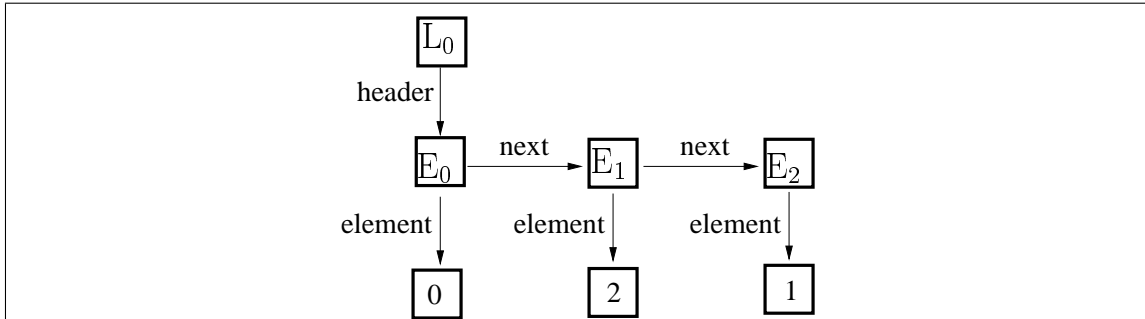 L₀
header
E₀ next E₁ next E₂
element element element
0 2 1